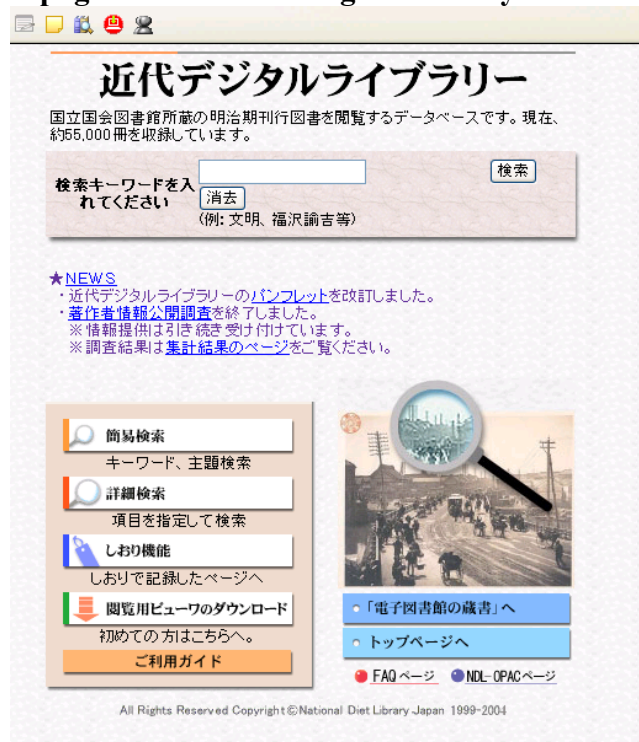 近代デジタルライブラリー
国立国会図書館所蔵の明治期刊行図書を閲覧するデータベースです。現在、
約55,000冊を収録しています。
検索キーワードを入
れてください
検索
消去
(例: 文明、福沢諭吉等)
★NEWS
・近代デジタルライブラリーのパンフレットを改訂しました。
・著作者情報公開調査を終了しました。
※情報提供は引き続き受け付けています。
※調査結果は集計結果のページをご覧ください。
簡易検索
キーワード、主題検索
詳細検索
項目を指定して検索
しおり機能
しおりで記録したページへ
閲覧用ビューワのダウンロード
初めての方はこちらへ。
ご利用ガイド
「電子図書館の蔵書」へ
トップページへ
FAQページ NDL-OPACページ
All Rights Reserved Copyright©National Diet Library Japan 1999-2004